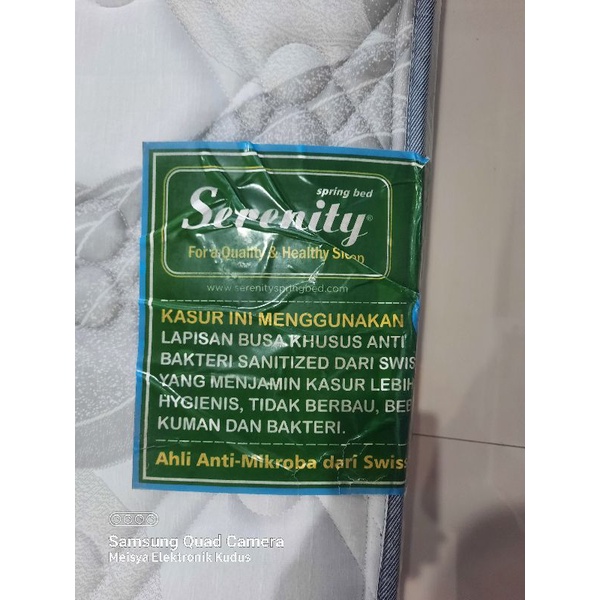 spring bed
Serenity®
For a Quality & Healthy Sleep
www.serenityspringbed.com
KASUR INI MENGGUNAKAN
LAPISAN BUSA KHUSUS ANTI
BAKTERI SANITIZED DARI SWIS
YANG MENJAMIN KASUR LEBIH
HYGIENIS, TIDAK BERBAU, BEB
KUMAN DAN BAKTERI.
Ahli Anti-Mikroba dari Swiss
Samsung Quad Camera
Meisya Elektronik Kudus